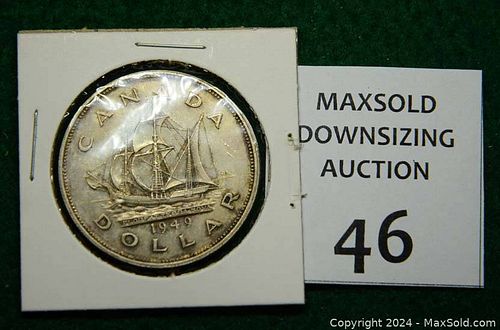 CANADA
1949
DOLLAR
MAXSOLD
DOWNSIZING
AUCTION
46
Copyright © 2024 - MaxSold.com